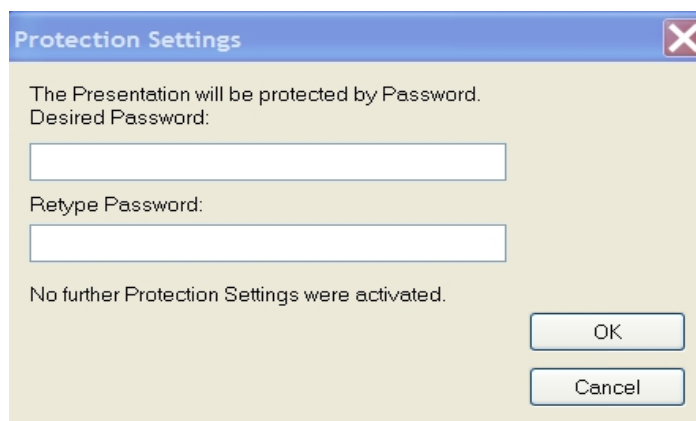 Protection Settings
The Presentation will be protected by Password.
Desired Password:
Retype Password:
No further Protection Settings were activated.
OK
Cancel